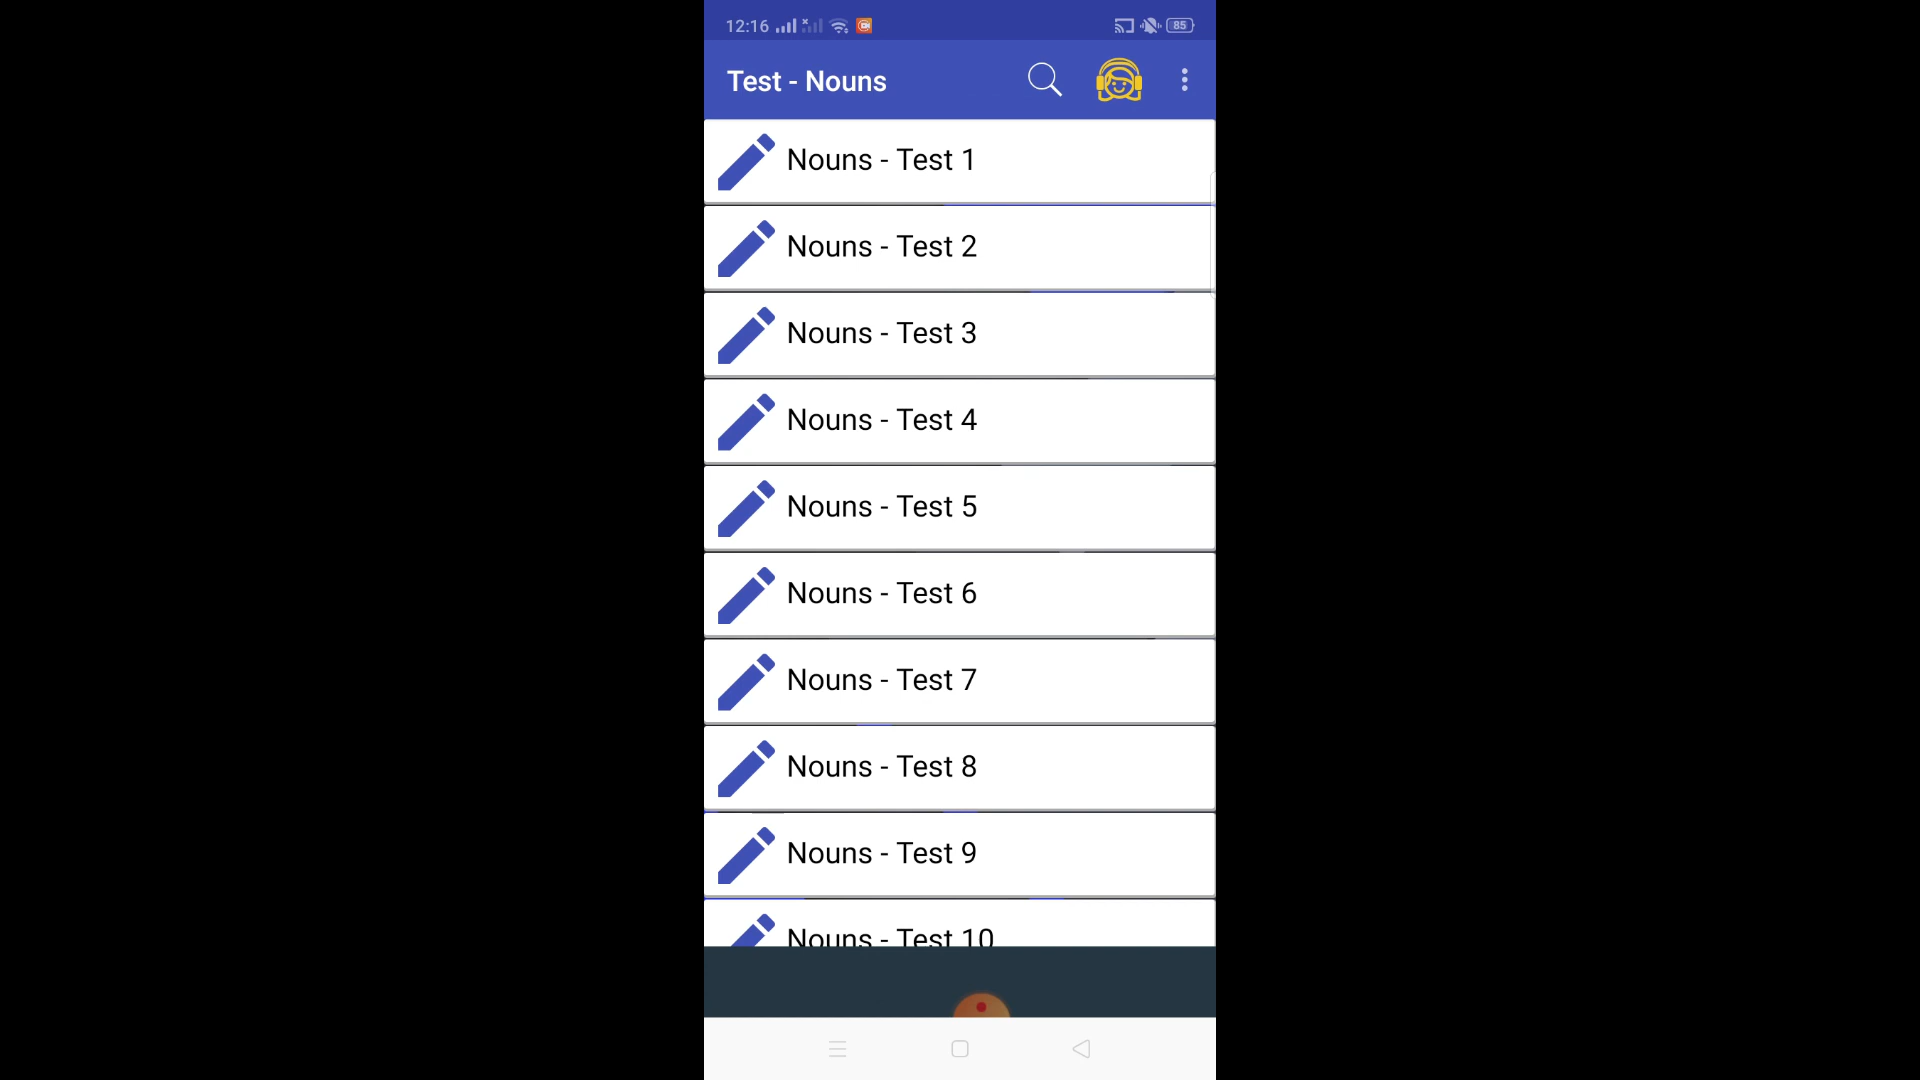 12:16
85
Test - Nouns
Nouns - Test 1
Nouns - Test 2
Nouns - Test 3
Nouns - Test 4
Nouns - Test 5
Nouns - Test 6
Nouns - Test 7
Nouns - Test 8
Nouns - Test 9
Nouns - Test 10